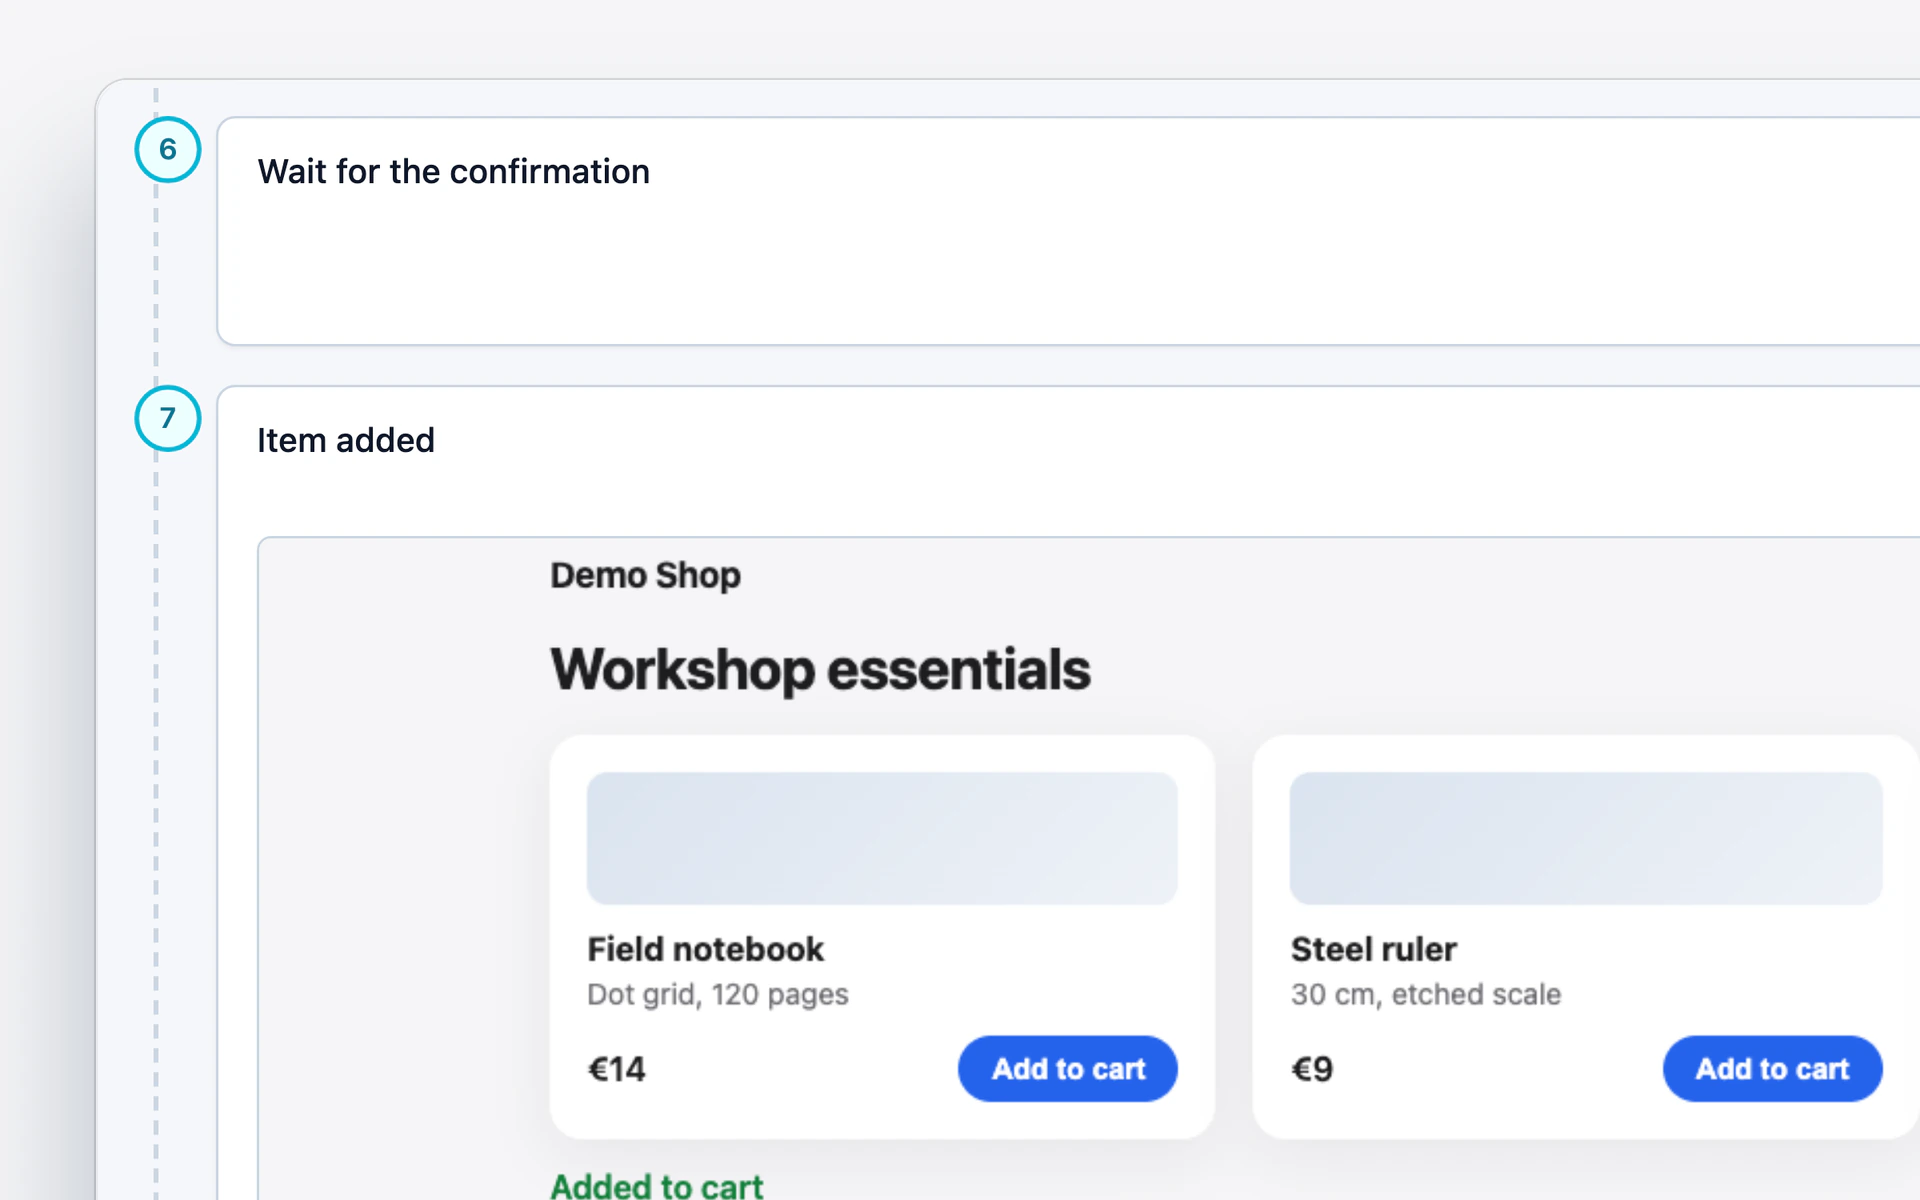 6
Wait for the confirmation
7
Item added
Demo Shop
Workshop essentials
Field notebook
Dot grid, 120 pages
€14
Add to cart
Steel ruler
30 cm, etched scale
€9
Add to cart
Added to cart